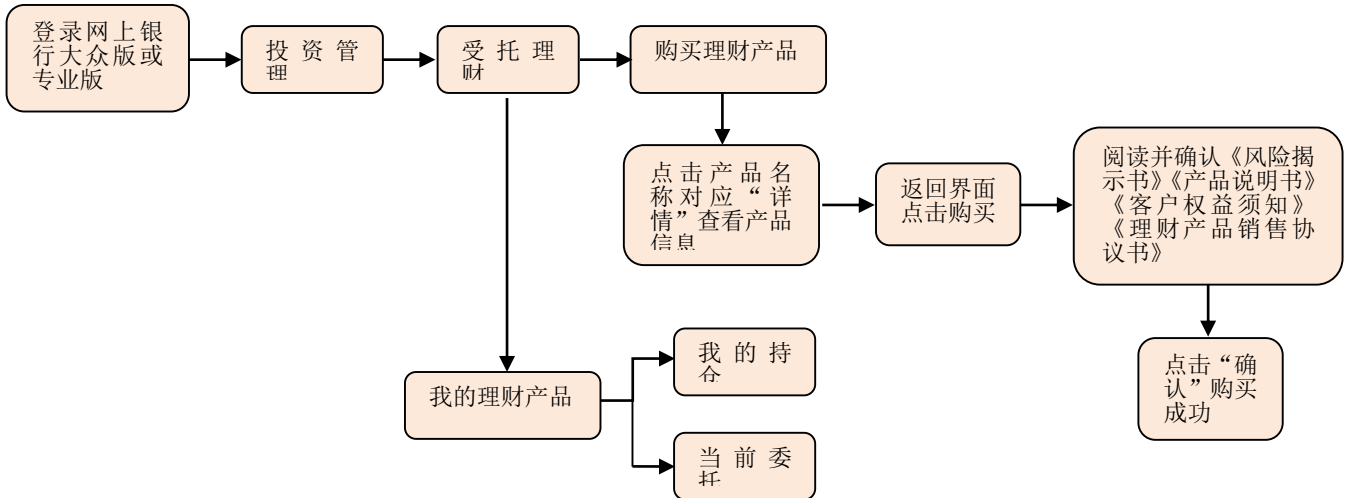 登录网上银
行大众版或
专业版
投资管
理
受托理
财
购买理财产品
点击产品名
称对应“详
情”查看产品
信息
返回界面
点击购买
阅读并确认《风险揭
示书》《产品说明书》
《客户权益须知》
《理财产品销售协
议书》
点击“确
认”购买
成功
我的理财产品
我的持
仓
当前委
托